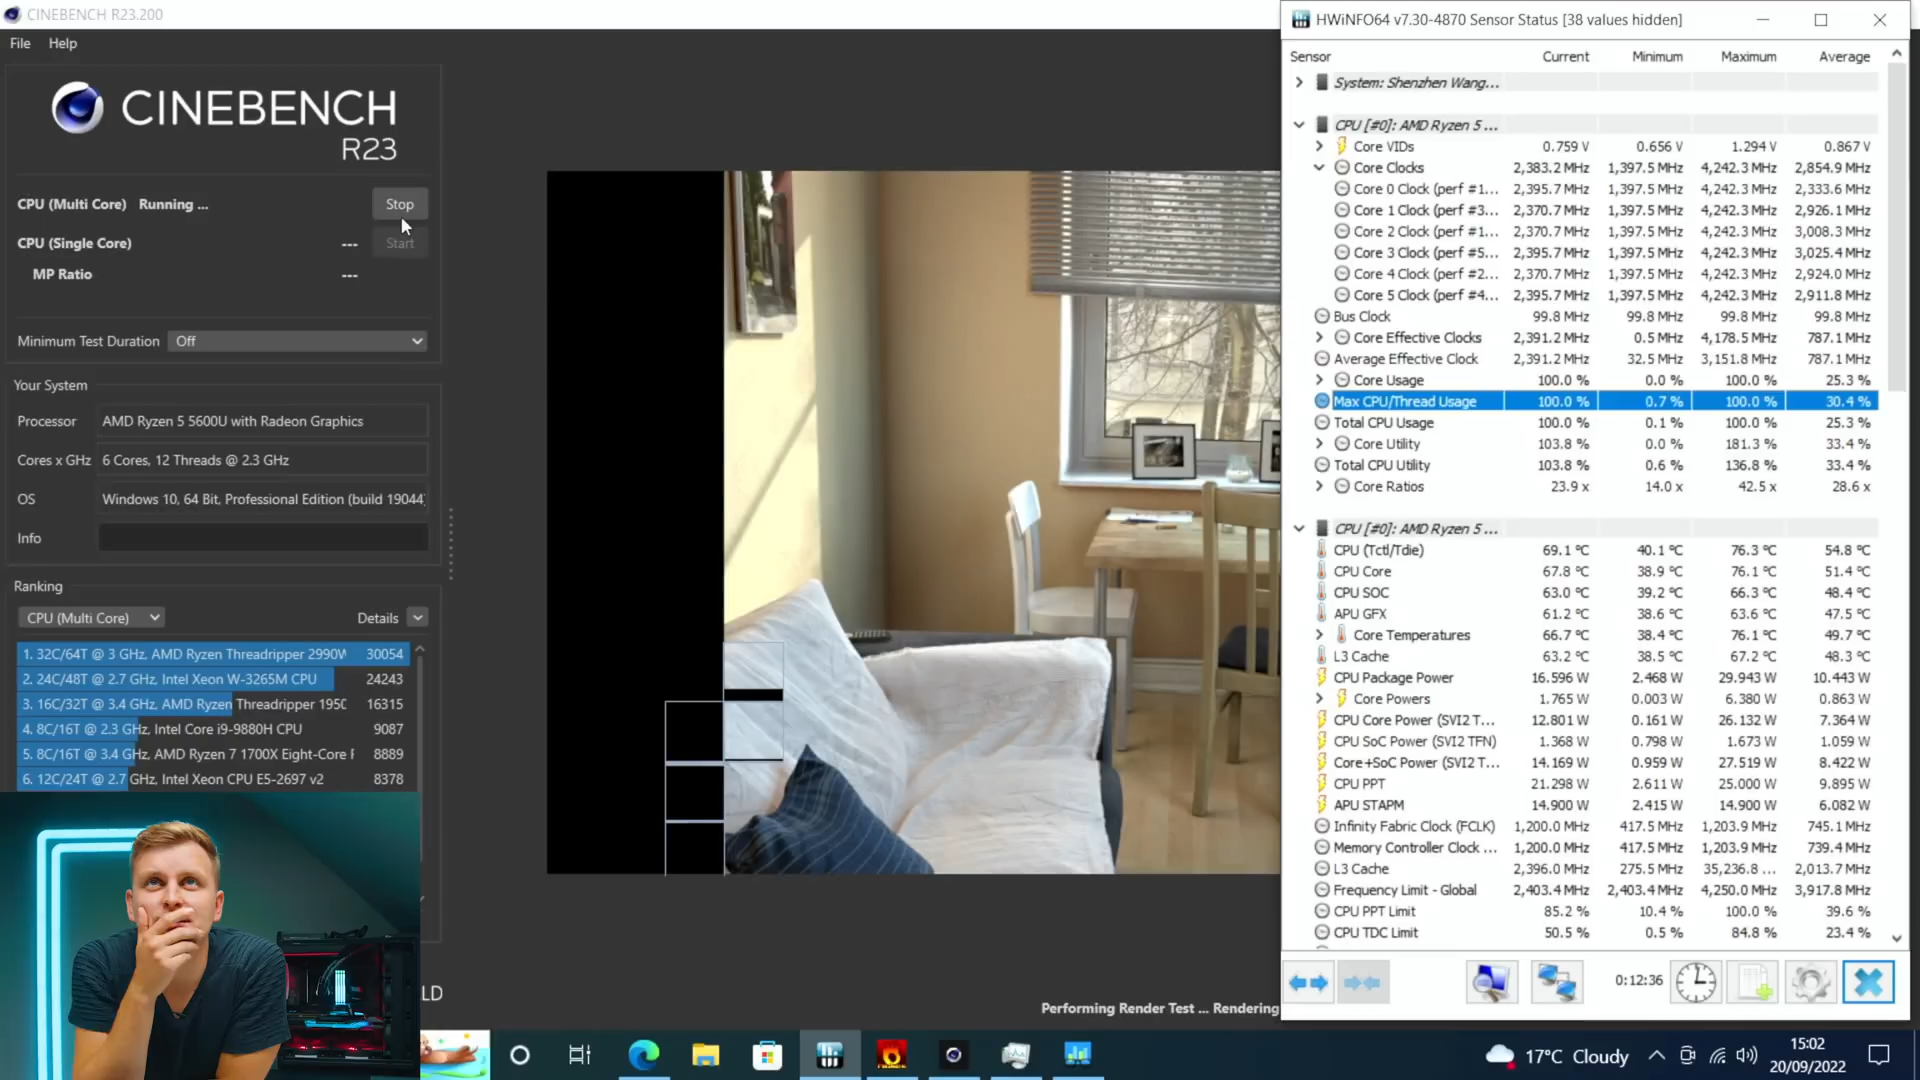 CINEBENCH R23.200
File Help
CINEBENCH
R23
CPU (Multi Core) Running ... Stop
CPU (Single Core) --- Start
MP Ratio ---
Minimum Test Duration Off
Your System
Processor AMD Ryzen 5 5600U with Radeon Graphics
Cores x GHz 6 Cores, 12 Threads @ 2.3 GHz
OS Windows 10, 64 Bit, Professional Edition (build 19044)
Info
Ranking
CPU (Multi Core) Details
1. 32C/64T @ 3 GHz, AMD Ryzen Threadripper 2990W 30054
2. 24C/48T @ 2.7 GHz, Intel Xeon W-3265M CPU 24243
3. 16C/32T @ 3.4 GHz, AMD Ryzen Threadripper 1950 16315
4. 8C/16T @ 2.3 GHz, Intel Core i9-9880H CPU 9087
5. 8C/16T @ 3.4 GHz, AMD Ryzen 7 1700X Eight-Core F 8889
6. 12C/24T @ 2.7 GHz, Intel Xeon CPU E5-2697 v2 8378
LD
Performing Render Test ... Rendering
HWiNFO64 v7.30-4870 Sensor Status [38 values hidden]
Sensor Current Minimum Maximum Average
System: Shenzhen Wang...
CPU [#0]: AMD Ryzen 5 ...
Core VIDs 0.759 V 0.656 V 1.294 V 0.867 V
Core Clocks 2,383.2 MHz 1,397.5 MHz 4,242.3 MHz 2,854.9 MHz
Core 0 Clock (perf #1... 2,395.7 MHz 1,397.5 MHz 4,242.3 MHz 2,333.6 MHz
Core 1 Clock (perf #3... 2,370.7 MHz 1,397.5 MHz 4,242.3 MHz 2,926.1 MHz
Core 2 Clock (perf #1... 2,370.7 MHz 1,397.5 MHz 4,242.3 MHz 3,008.3 MHz
Core 3 Clock (perf #5... 2,395.7 MHz 1,397.5 MHz 4,242.3 MHz 3,025.4 MHz
Core 4 Clock (perf #2... 2,370.7 MHz 1,397.5 MHz 4,242.3 MHz 2,924.0 MHz
Core 5 Clock (perf #4... 2,395.7 MHz 1,397.5 MHz 4,242.3 MHz 2,911.8 MHz
Bus Clock 99.8 MHz 99.8 MHz 99.8 MHz 99.8 MHz
Core Effective Clocks 2,391.2 MHz 0.5 MHz 4,178.5 MHz 787.1 MHz
Average Effective Clock 2,391.2 MHz 32.5 MHz 3,151.8 MHz 787.1 MHz
Core Usage 100.0 % 0.0 % 100.0 % 25.3 %
Max CPU/Thread Usage 100.0 % 0.7 % 100.0 % 30.4 %
Total CPU Usage 100.0 % 0.1 % 100.0 % 25.3 %
Core Utility 103.8 % 0.0 % 181.3 % 33.4 %
Total CPU Utility 103.8 % 0.6 % 136.8 % 33.4 %
Core Ratios 23.9 x 14.0 x 42.5 x 28.6 x
CPU [#0]: AMD Ryzen 5 ...
CPU (Tctl/Tdie) 69.1 °C 40.1 °C 76.3 °C 54.8 °C
CPU Core 67.8 °C 38.9 °C 76.1 °C 51.4 °C
CPU SOC 63.0 °C 39.2 °C 66.3 °C 48.4 °C
APU GFX 61.2 °C 38.6 °C 63.6 °C 47.5 °C
Core Temperatures 66.7 °C 38.4 °C 76.1 °C 49.7 °C
L3 Cache 63.2 °C 38.5 °C 67.2 °C 48.3 °C
CPU Package Power 16.596 W 2.468 W 29.943 W 10.443 W
Core Powers 1.765 W 0.003 W 6.380 W 0.863 W
CPU Core Power (SVI2 T... 12.801 W 0.161 W 26.132 W 7.364 W
CPU SoC Power (SVI2 TFN) 1.368 W 0.798 W 1.673 W 1.059 W
Core+SoC Power (SVI2 T... 14.169 W 0.959 W 27.519 W 8.422 W
CPU PPT 21.298 W 2.611 W 25.000 W 9.895 W
APU STAPM 14.900 W 2.415 W 14.900 W 6.082 W
Infinity Fabric Clock (FCLK) 1,200.0 MHz 417.5 MHz 1,203.9 MHz 745.1 MHz
Memory Controller Clock ... 1,200.0 MHz 417.5 MHz 1,203.9 MHz 739.4 MHz
L3 Cache 2,396.0 MHz 275.5 MHz 35,236.8 ... 2,013.7 MHz
Frequency Limit - Global 2,403.4 MHz 2,403.4 MHz 4,250.0 MHz 3,917.8 MHz
CPU PPT Limit 85.2 % 10.4 % 100.0 % 39.6 %
CPU TDC Limit 50.5 % 0.5 % 84.8 % 23.4 %
0:12:36
17°C Cloudy
15:02
20/09/2022